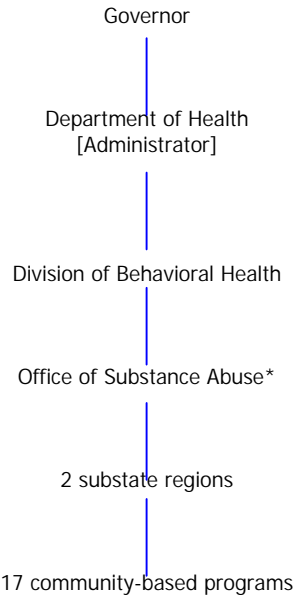 Governor
Department of Health
[Administrator]
Division of Behavioral Health
Office of Substance Abuse*
2 substate regions
17 community-based programs